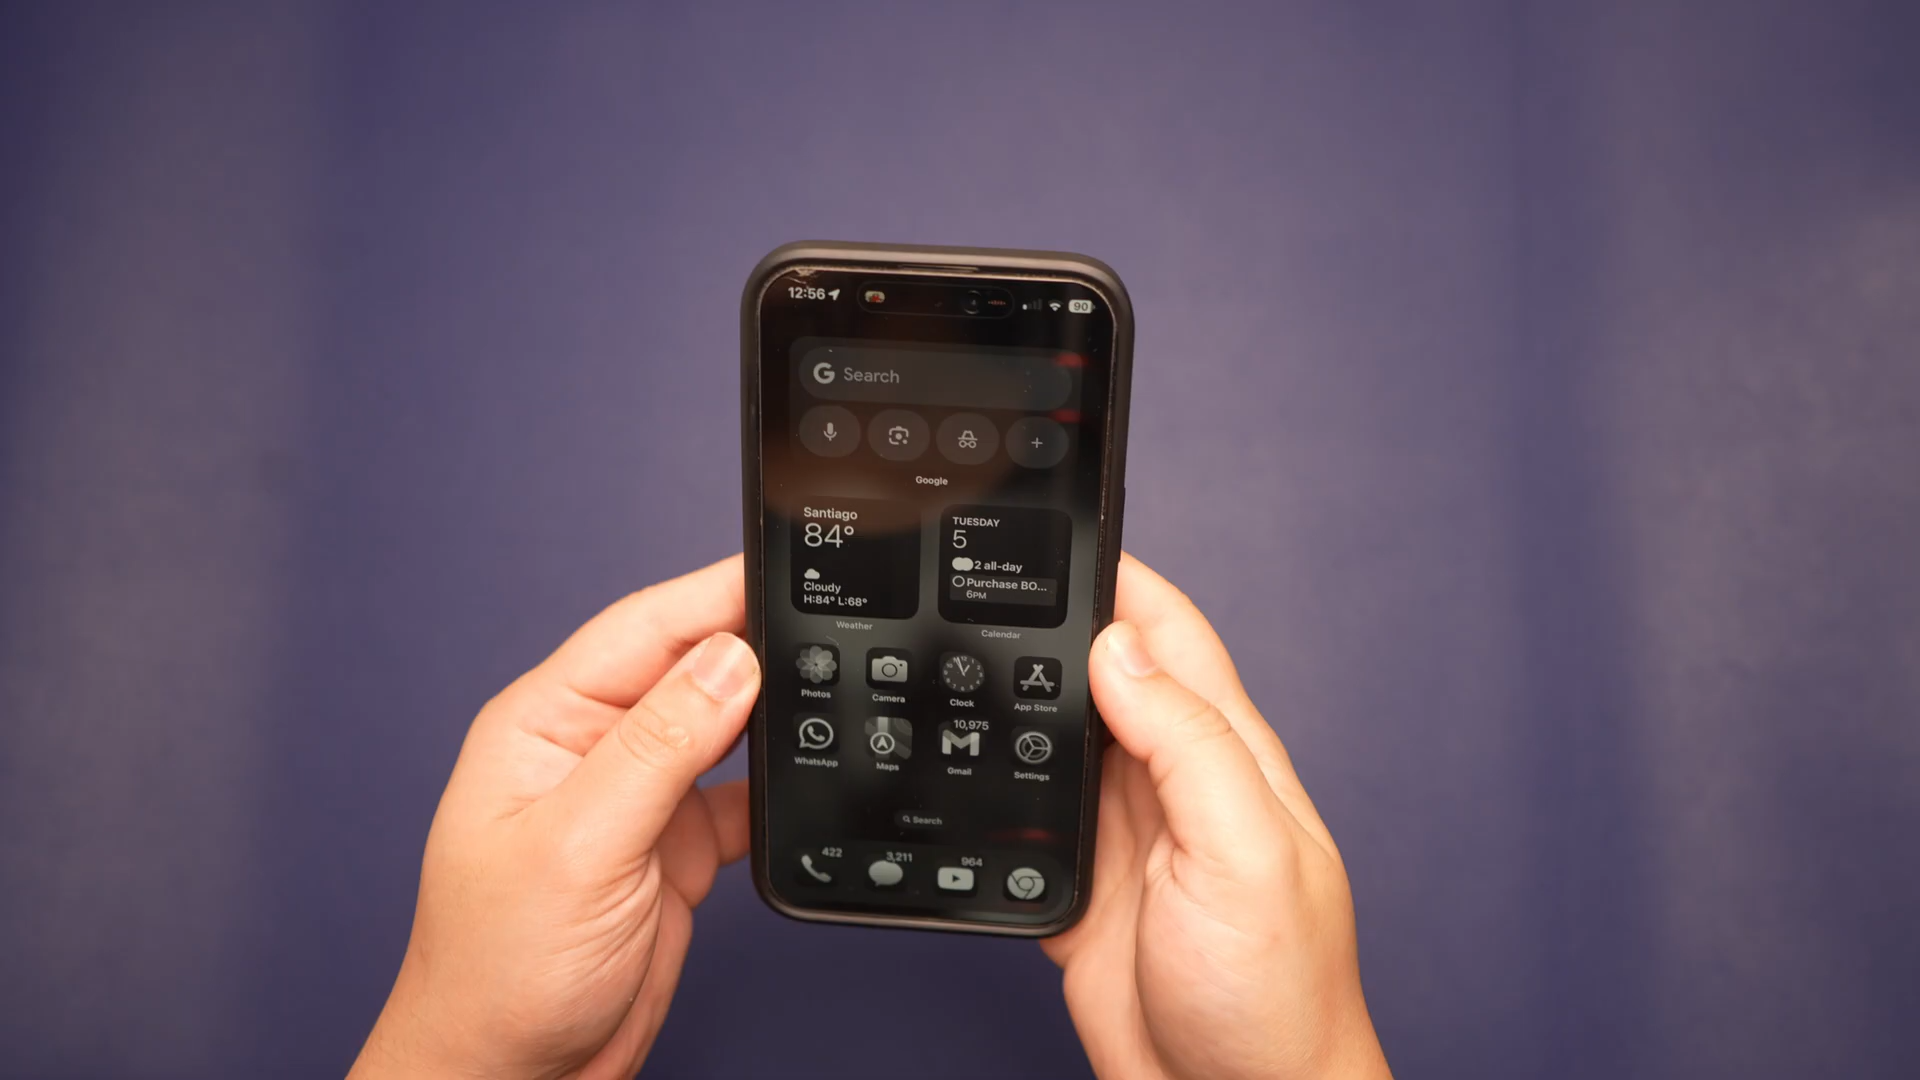 12:56
90
G Search
Google
Santiago
84°
Cloudy
H:84° L:68°
Weather
TUESDAY
5
2 all-day
Purchase BO...
6PM
Calendar
Photos
Camera
Clock
App Store
WhatsApp
Maps
10,975
Gmail
Settings
Search
422
3,211
964